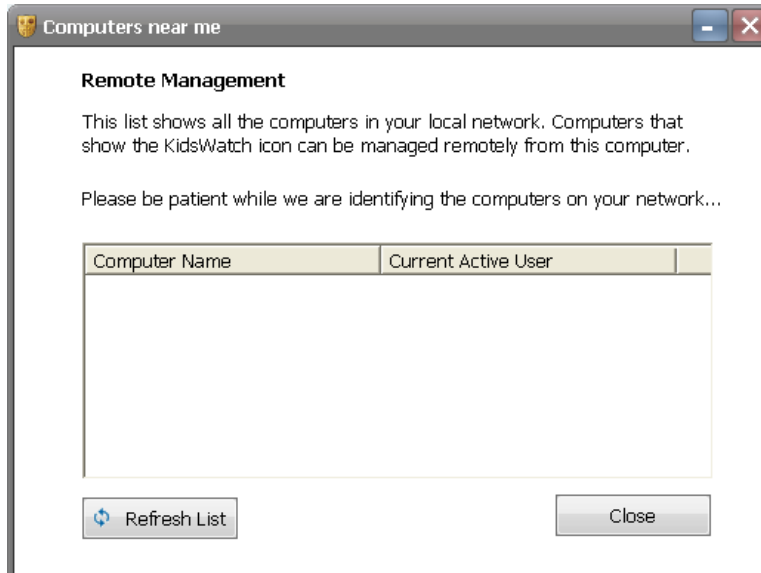 Computers near me
Remote Management
This list shows all the computers in your local network. Computers that
show the KidsWatch icon can be managed remotely from this computer.
Please be patient while we are identifying the computers on your network...
Computer Name Current Active User
Refresh List Close